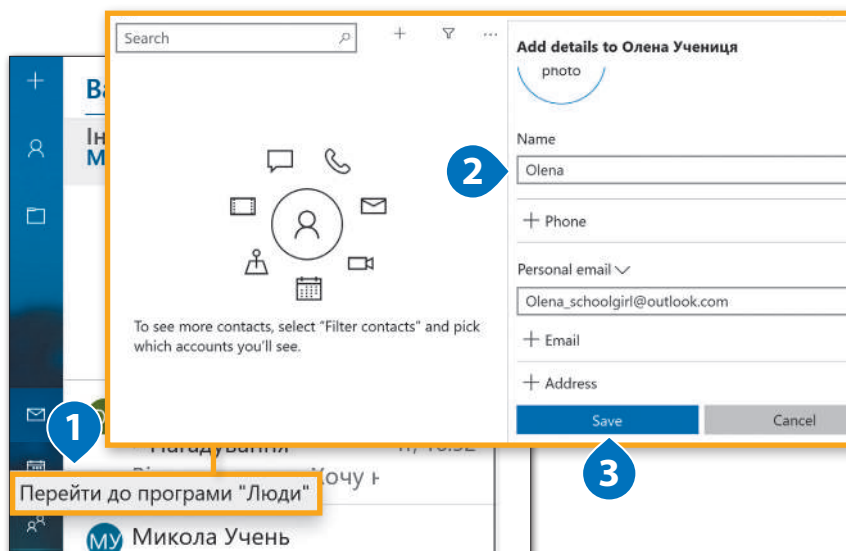 Search
Add details to Олена Учениця
photo
Name
2
Olena
+ Phone
Personal email
Olena_schoolgirl@outlook.com
+ Email
+ Address
Save
Cancel
3
To see more contacts, select "Filter contacts" and pick
which accounts you'll see.
1
Перейти до програми "Люди"
Хочу
МУ
Микола Учень